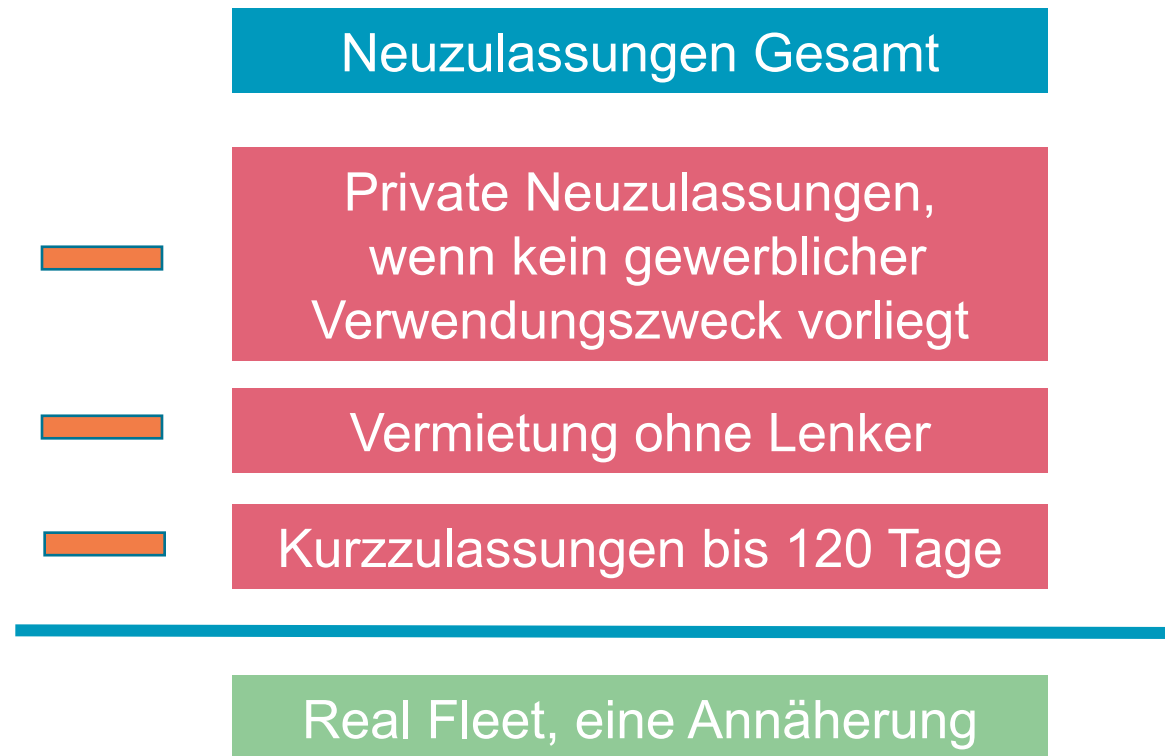 Neuzulassungen Gesamt
Private Neuzulassungen,
wenn kein gewerblicher
Verwendungszweck vorliegt
Vermietung ohne Lenker
Kurzzulassungen bis 120 Tage
Real Fleet, eine Annäherung